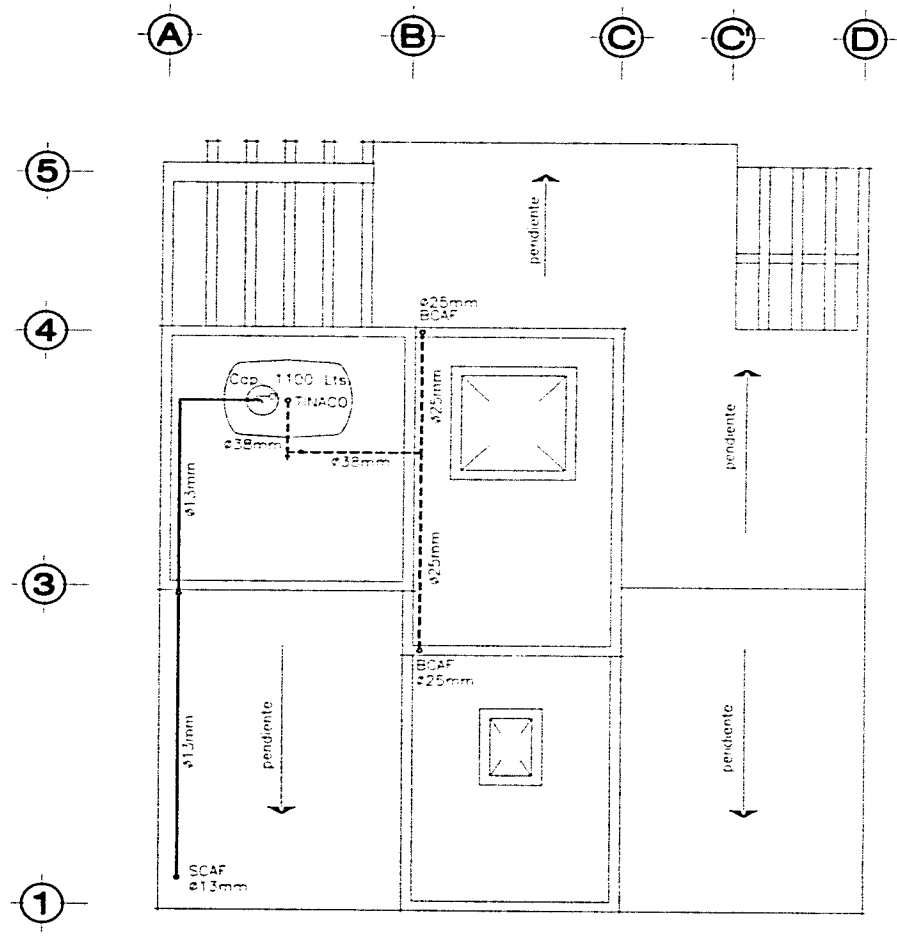 A
B
C
C'
D
5
pendiente
4
ø25mm
BCAF
Cap. 1100 Lts.
TINACO
ø25mm
ø38mm
ø38mm
pendiente
ø13mm
ø25mm
3
BCAF
ø25mm
ø13mm
pendiente
pendiente
SCAF
ø13mm
1